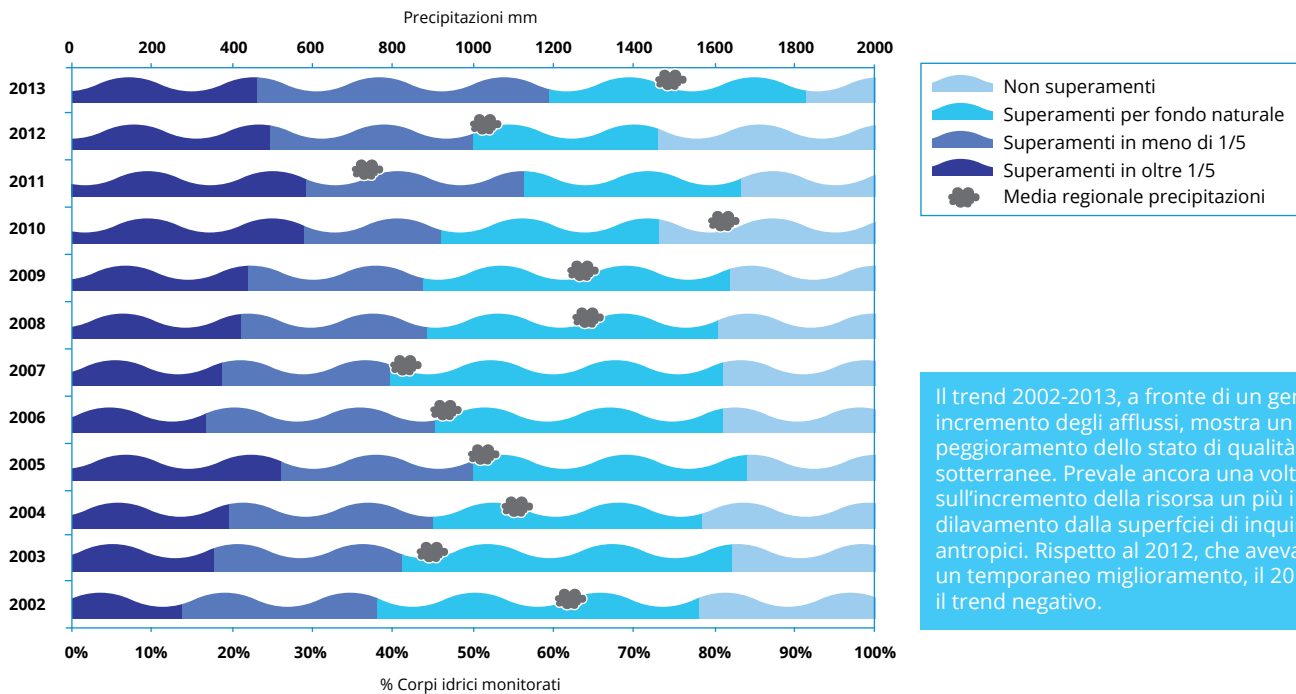 Precipitazioni mm
0 200 400 600 800 1000 1200 1400 1600 1800 2000
2013
2012
2011
2010
2009
2008
2007
2006
2005
2004
2003
2002
0% 10% 20% 30% 40% 50% 60% 70% 80% 90% 100%
% Corpi idrici monitorati
Non superamenti
Superamenti per fondo naturale
Superamenti in meno di 1/5
Superamenti in oltre 1/5
Media regionale precipitazioni
Il trend 2002-2013, a fronte di un
incremento degli afflussi, mostra un
peggioramento dello stato di qualità
sotterranee. Prevale ancora una
sull’incremento della risorsa un più
dilavamento dalla superfciei di
antropici. Rispetto al 2012, che
un temporaneo miglioramento, il
il trend negativo.